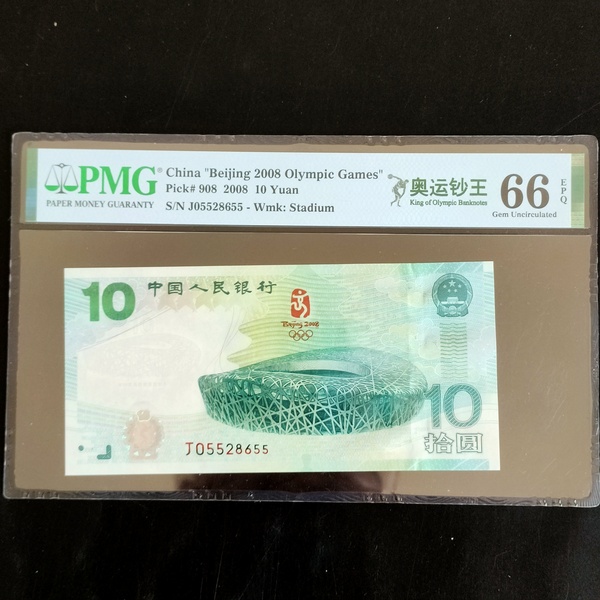 PMG
PAPER MONEY GUARANTY
China "Beijing 2008 Olympic Games"
Pick# 908 2008 10 Yuan
S/N J05528655 - Wmk: Stadium
奥运钞王
King of Olympic Banknotes
66
EPQ
Gem Uncirculated
10
中国人民银行
Beijing 2008
10
拾圆
J05528655